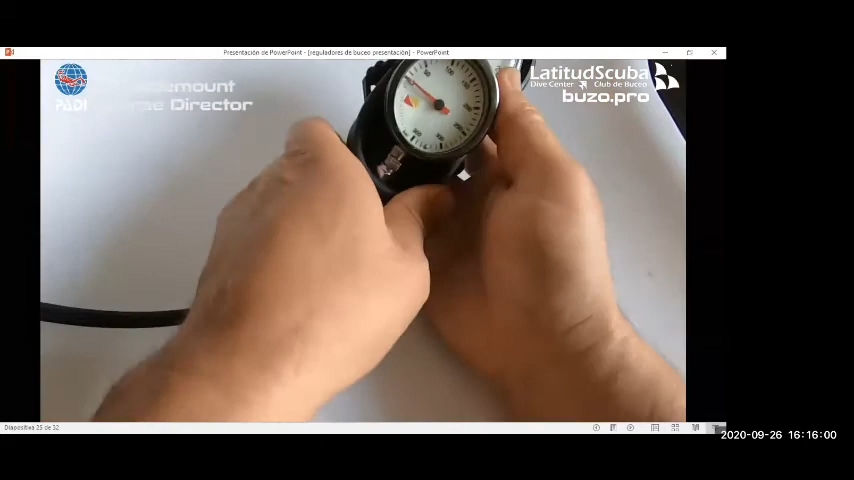 Presentación de PowerPoint - [reguladores de buceo presentación] - PowerPoint
LatitudScuba
Dive Center Club de Buceo
buzo.pro
PADI
Director
Diapositiva 25 de 32
2020-09-26 16:16:00